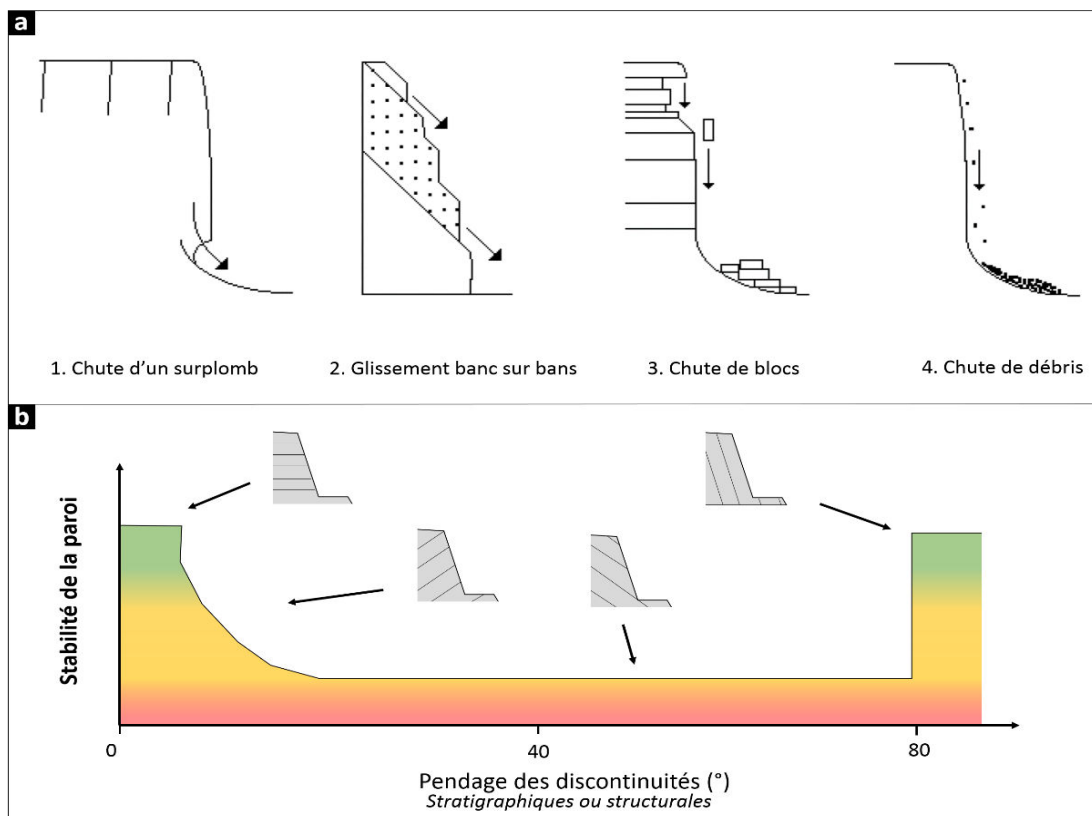 a
1. Chute d'un surplomb
2. Glissement banc sur bans
3. Chute de blocs
4. Chute de débris
b
Stabilité de la paroi
0
40
80
Pendage des discontinuités (°)
Stratigraphiques ou structurales